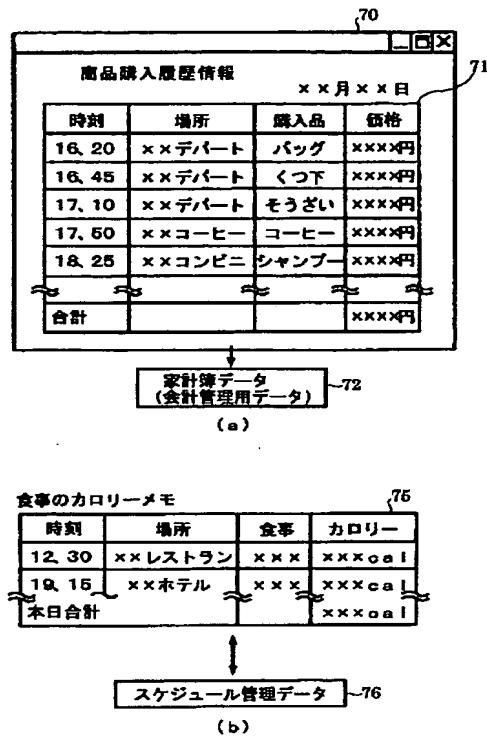 70
商品購入履歴情報
××月××日
71
時刻 場所 購入品 価格
16、20 ××デパート バッグ ××××円
16、45 ××デパート くつ下 ××××円
17、10 ××デパート そうざい ××××円
17、50 ××コーヒー コーヒー ××××円
18、25 ××コンビニ シャンプー ××××円
合計 ××××円
家計簿データ
(会計管理用データ)
72
(a)
食事のカロリーメモ
75
時刻 場所 食事 カロリー
12、30 ××レストラン ××× ×××cal
19、15 ××ホテル ××× ×××cal
本日合計 ×××cal
スケジュール管理データ
76
(b)